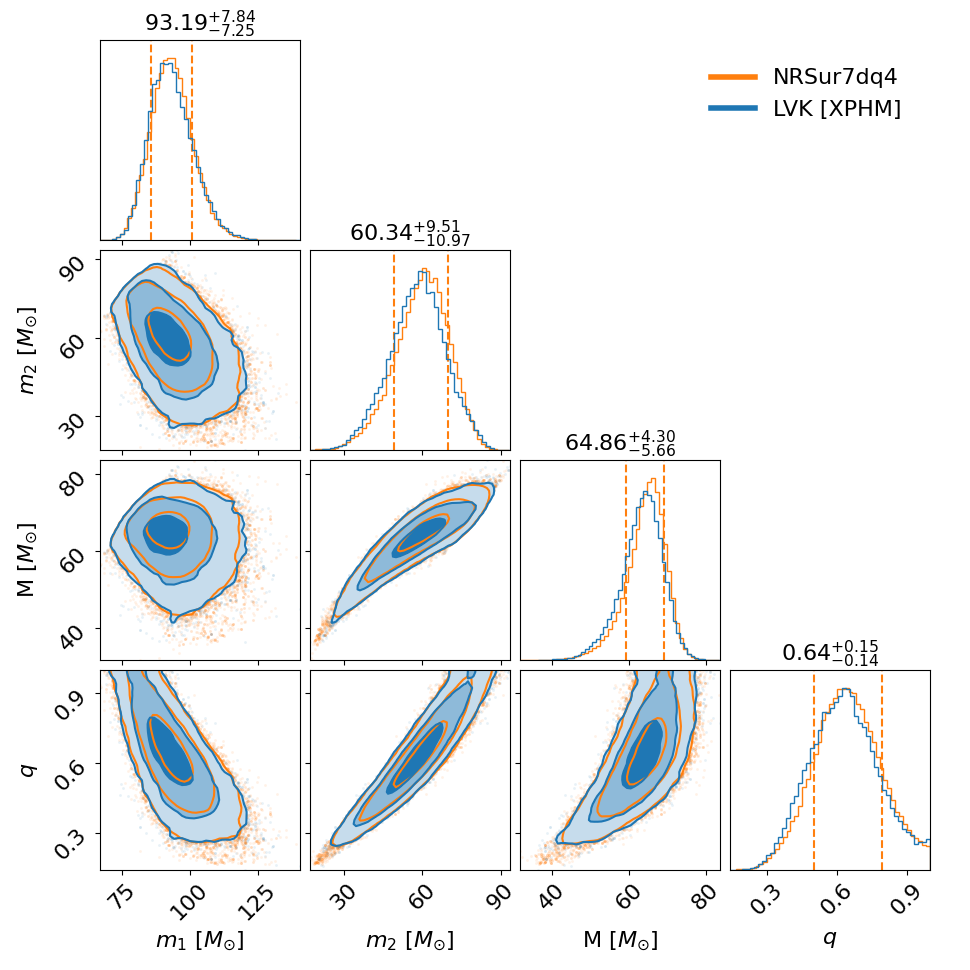 93.19$^{+7.84}_{-7.25}$
NRSur7dq4
LVK [XPHM]
60.34$^{+9.51}_{-10.97}$
90
60
30
m₂ [M⊙]
64.86$^{+4.30}_{-5.66}$
80
60
40
M [M⊙]
0.64$^{+0.15}_{-0.14}$
0.9
0.6
0.3
q
75 100 125 30 60 90 40 60 80 0.3 0.6 0.9
m₁ [M⊙] m₂ [M⊙] M [M⊙] q